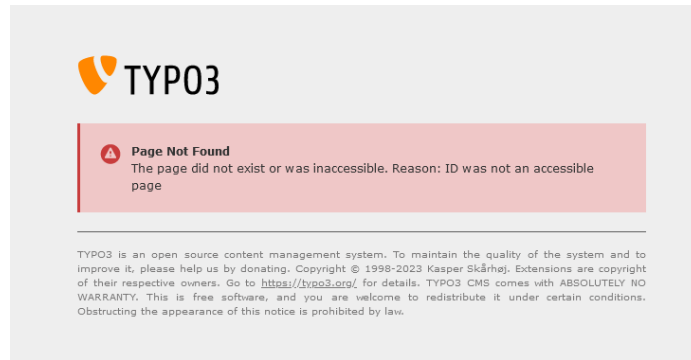 TYPO3
Page Not Found
The page did not exist or was inaccessible. Reason: ID was not an accessible
page
TYPO3 is an open source content management system. To maintain the quality of the system and to
improve it, please help us by donating. Copyright © 1998-2023 Kasper Skårhøj. Extensions are copyright
of their respective owners. Go to https://typo3.org/ for details. TYPO3 CMS comes with ABSOLUTELY NO
WARRANTY. This is free software, and you are welcome to redistribute it under certain conditions.
Obstructing the appearance of this notice is prohibited by law.